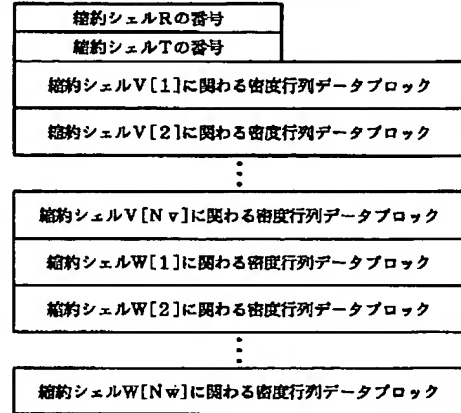 縮約シェルRの番号
縮約シェルTの番号
縮約シェルV[1]に関わる密度行列データブロック
縮約シェルV[2]に関わる密度行列データブロック
⋮
縮約シェルV[Nv]に関わる密度行列データブロック
縮約シェルW[1]に関わる密度行列データブロック
縮約シェルW[2]に関わる密度行列データブロック
⋮
縮約シェルW[Nw]に関わる密度行列データブロック